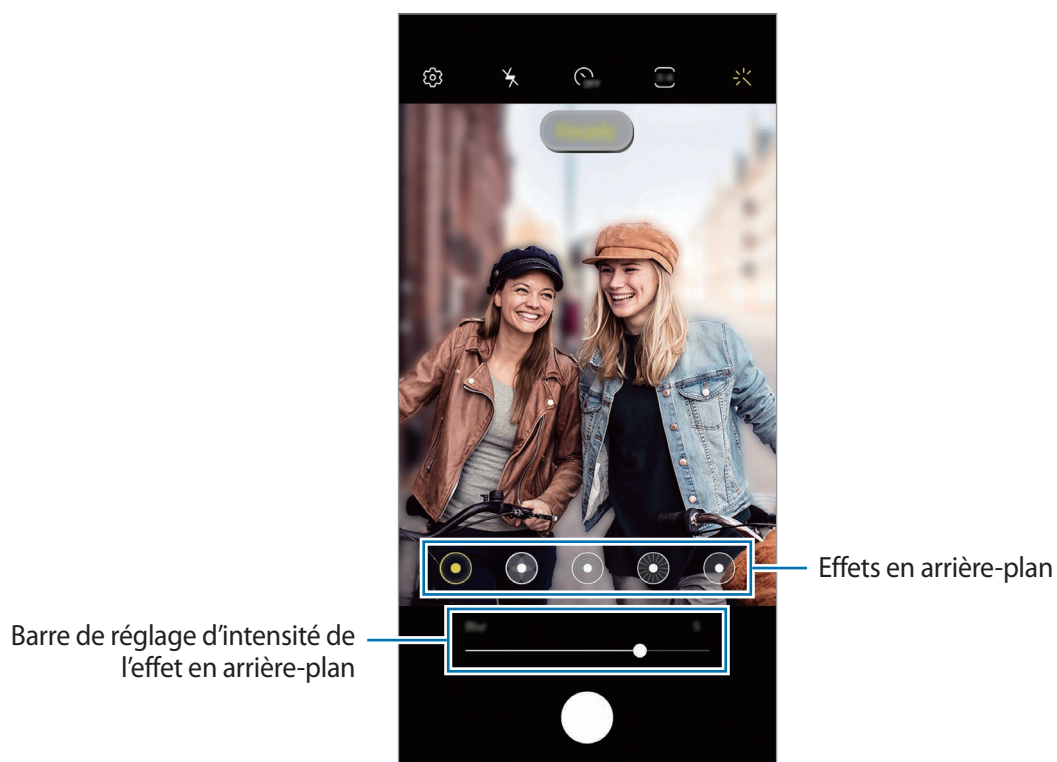 Effets en arrière-plan
Barre de réglage d'intensité de
l'effet en arrière-plan